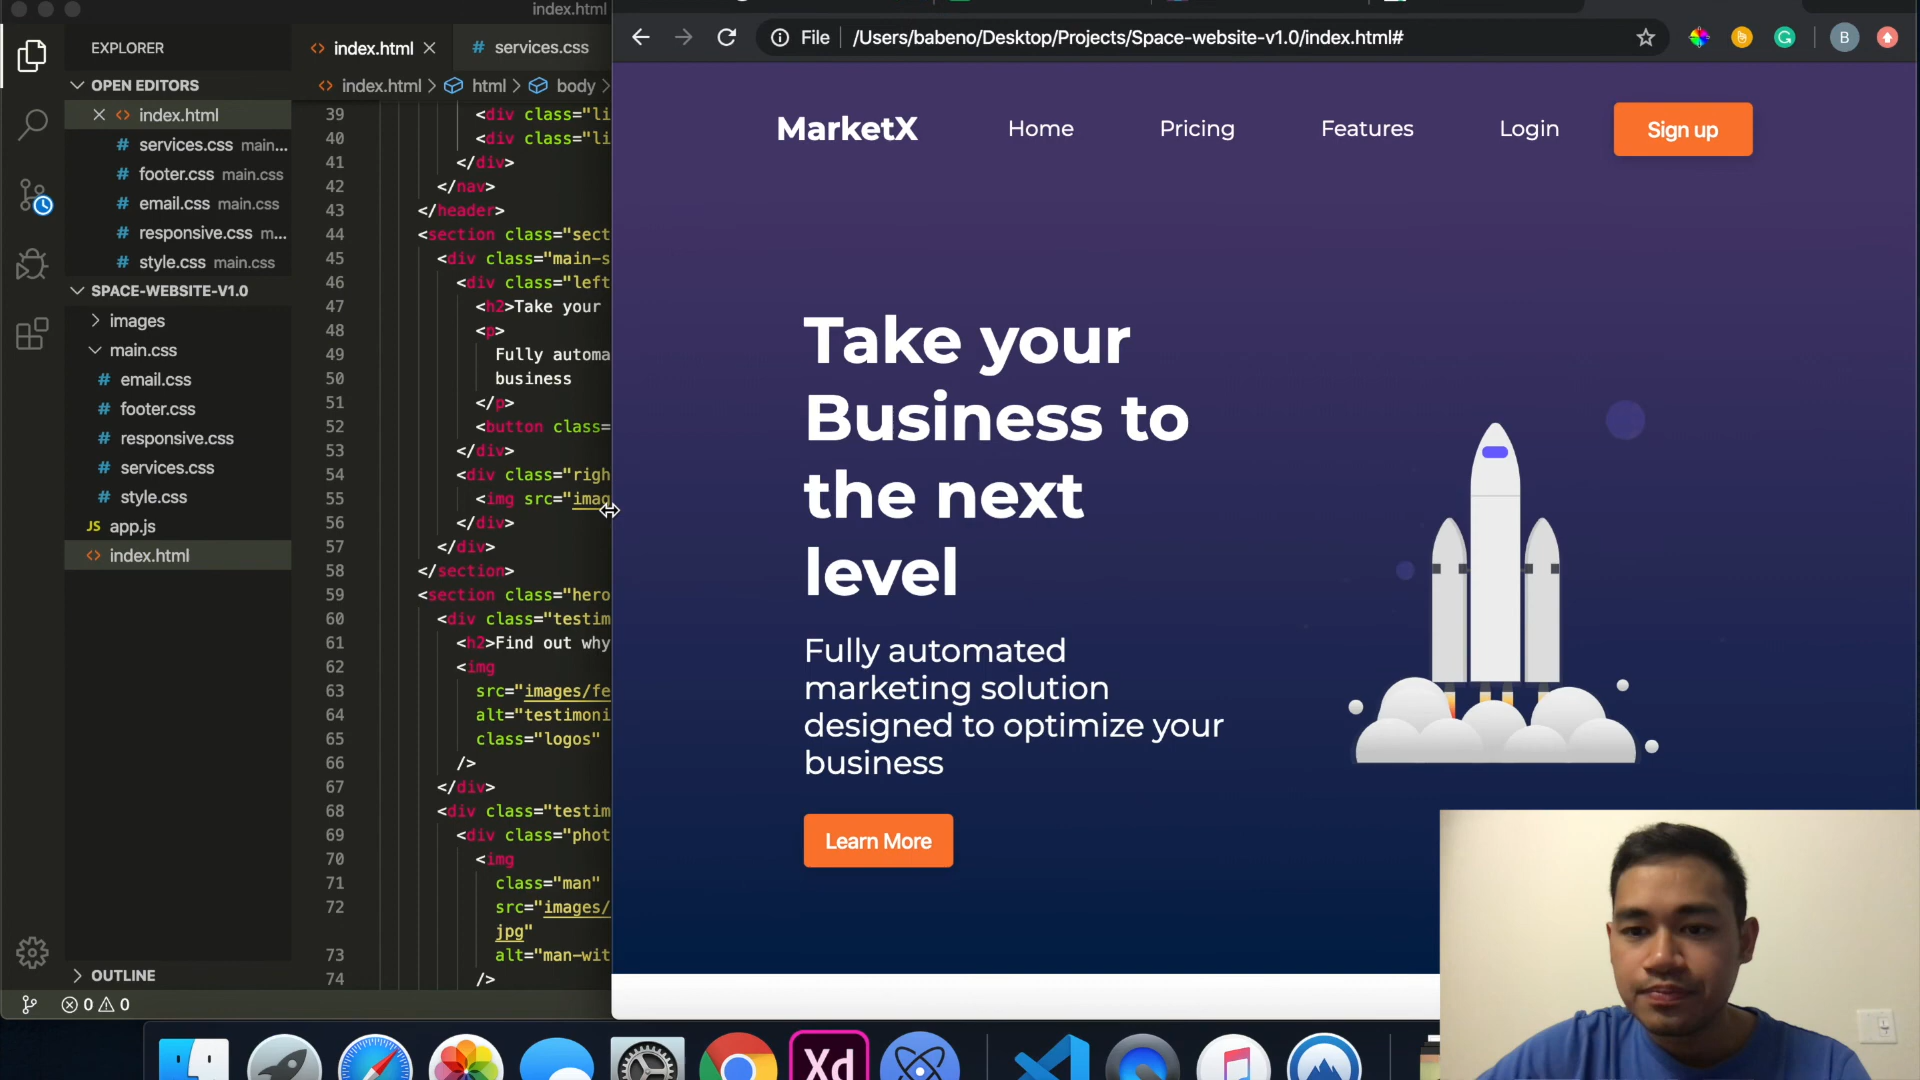 index.html
EXPLORER
OPEN EDITORS
index.html
services.css main...
footer.css main.css
email.css main.css
responsive.css m...
style.css main.css
SPACE-WEBSITE-V1.0
images
main.css
email.css
footer.css
responsive.css
services.css
style.css
JS app.js
index.html
OUTLINE
0 0
index.html
services.css
index.html > html > body >
39 <div class="li
40 <div class="li
41 </div>
42 </nav>
43 </header>
44 <section class="sect
45 <div class="main-s
46 <div class="left
47 <h2>Take your
48 <p>
49 Fully automa
50 business
51 </p>
52 <button class=
53 </div>
54 <div class="righ
55 <img src="imag
56 </div>
57 </div>
58 </section>
59 <section class="hero
60 <div class="testim
61 <h2>Find out why
62 <img
63 src="images/fe
64 alt="testimoni
65 class="logos"
66 />
67 </div>
68 <div class="testim
69 <div class="phot
70 <img
71 class="man"
72 src="images/
jpg"
73 alt="man-wit
74 />
File /Users/babeno/Desktop/Projects/Space-website-v1.0/index.html#
B
MarketX Home Pricing Features Login Sign up
Take your
Business to
the next
level
Fully automated
marketing solution
designed to optimize your
business
Learn More
Xd